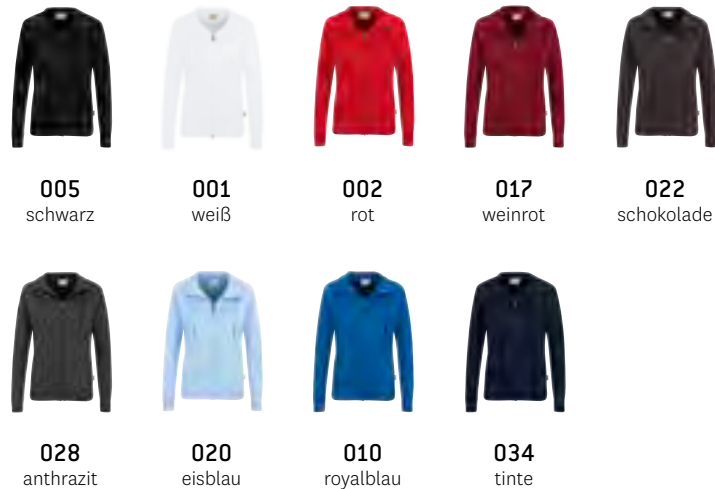 005 001 002 017 022
schwarz weiß rot weinrot schokolade
028 020 010 034
anthrazit eisblau royalblau tinte